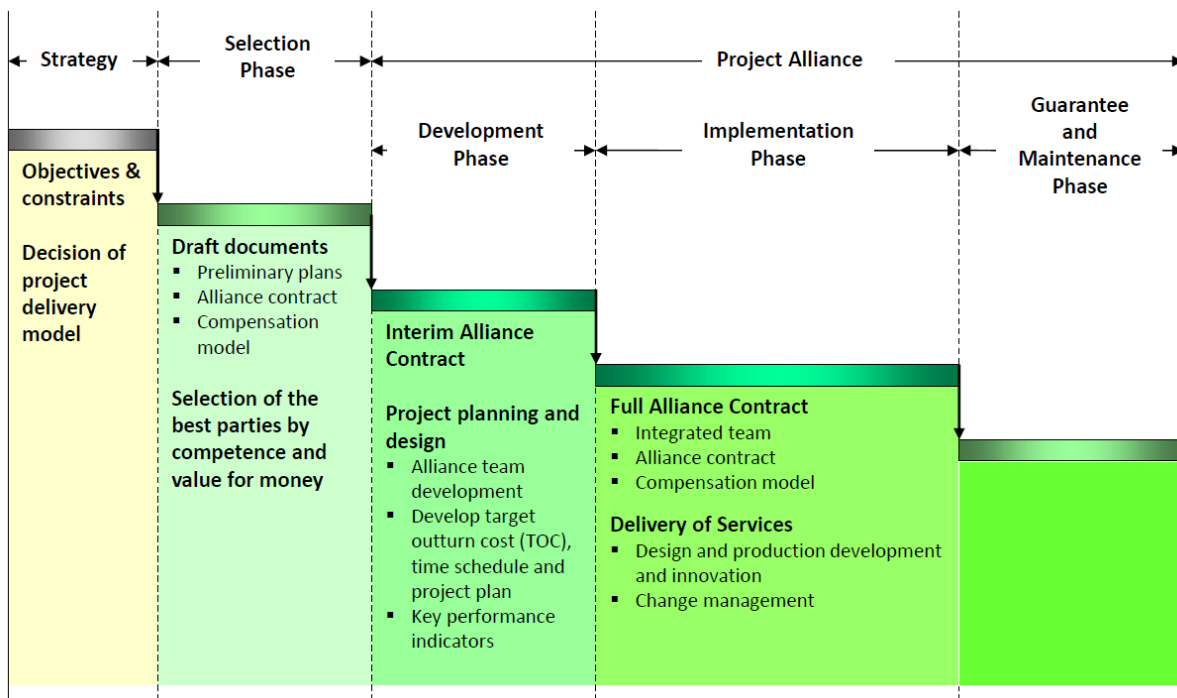 Strategy
Selection
Phase
Project Alliance
Development
Phase
Implementation
Phase
Guarantee
and
Maintenance
Phase
Objectives &
constraints
Decision of
project
delivery
model
Draft documents
▪ Preliminary plans
▪ Alliance contract
▪ Compensation
model
Selection of the
best parties by
competence and
value for money
Interim Alliance
Contract
Project planning and
design
▪ Alliance team
development
▪ Develop target
outturn cost (TOC),
time schedule and
project plan
▪ Key performance
indicators
Full Alliance Contract
▪ Integrated team
▪ Alliance contract
▪ Compensation model
Delivery of Services
▪ Design and production development
and innovation
▪ Change management